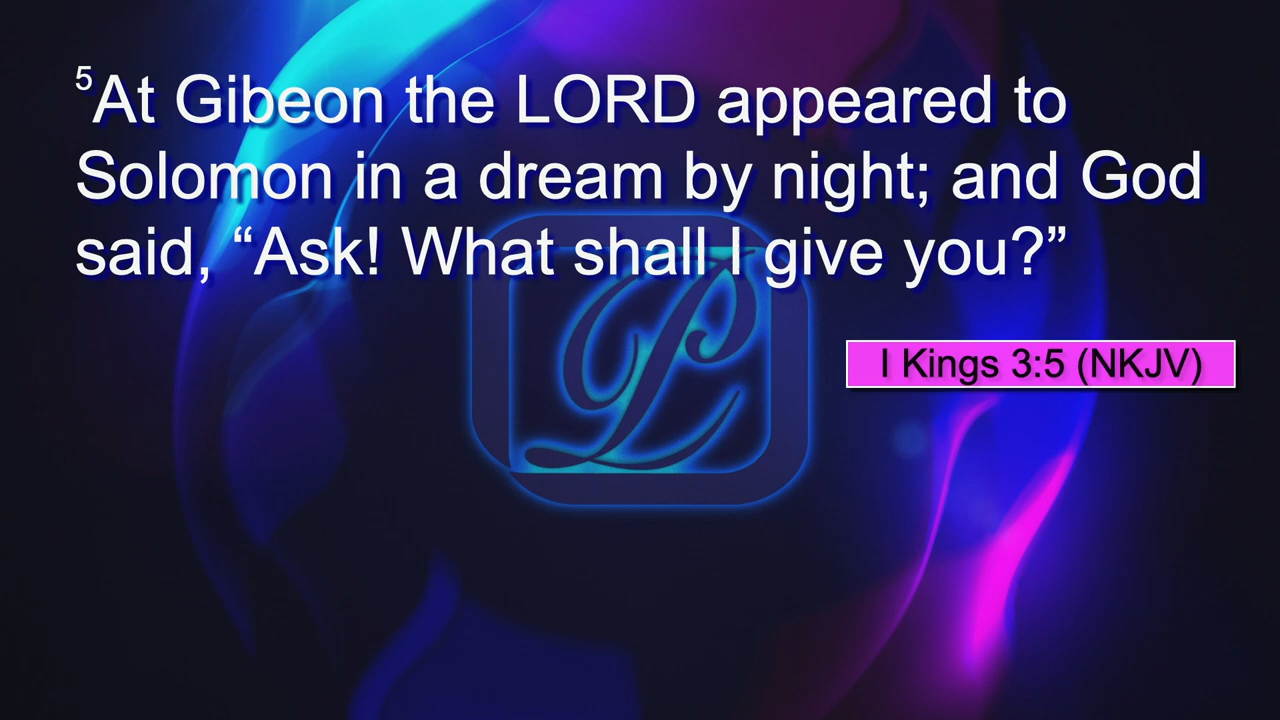 5At Gibeon the LORD appeared to
Solomon in a dream by night; and God
said, “Ask! What shall I give you?”
I Kings 3:5 (NKJV)